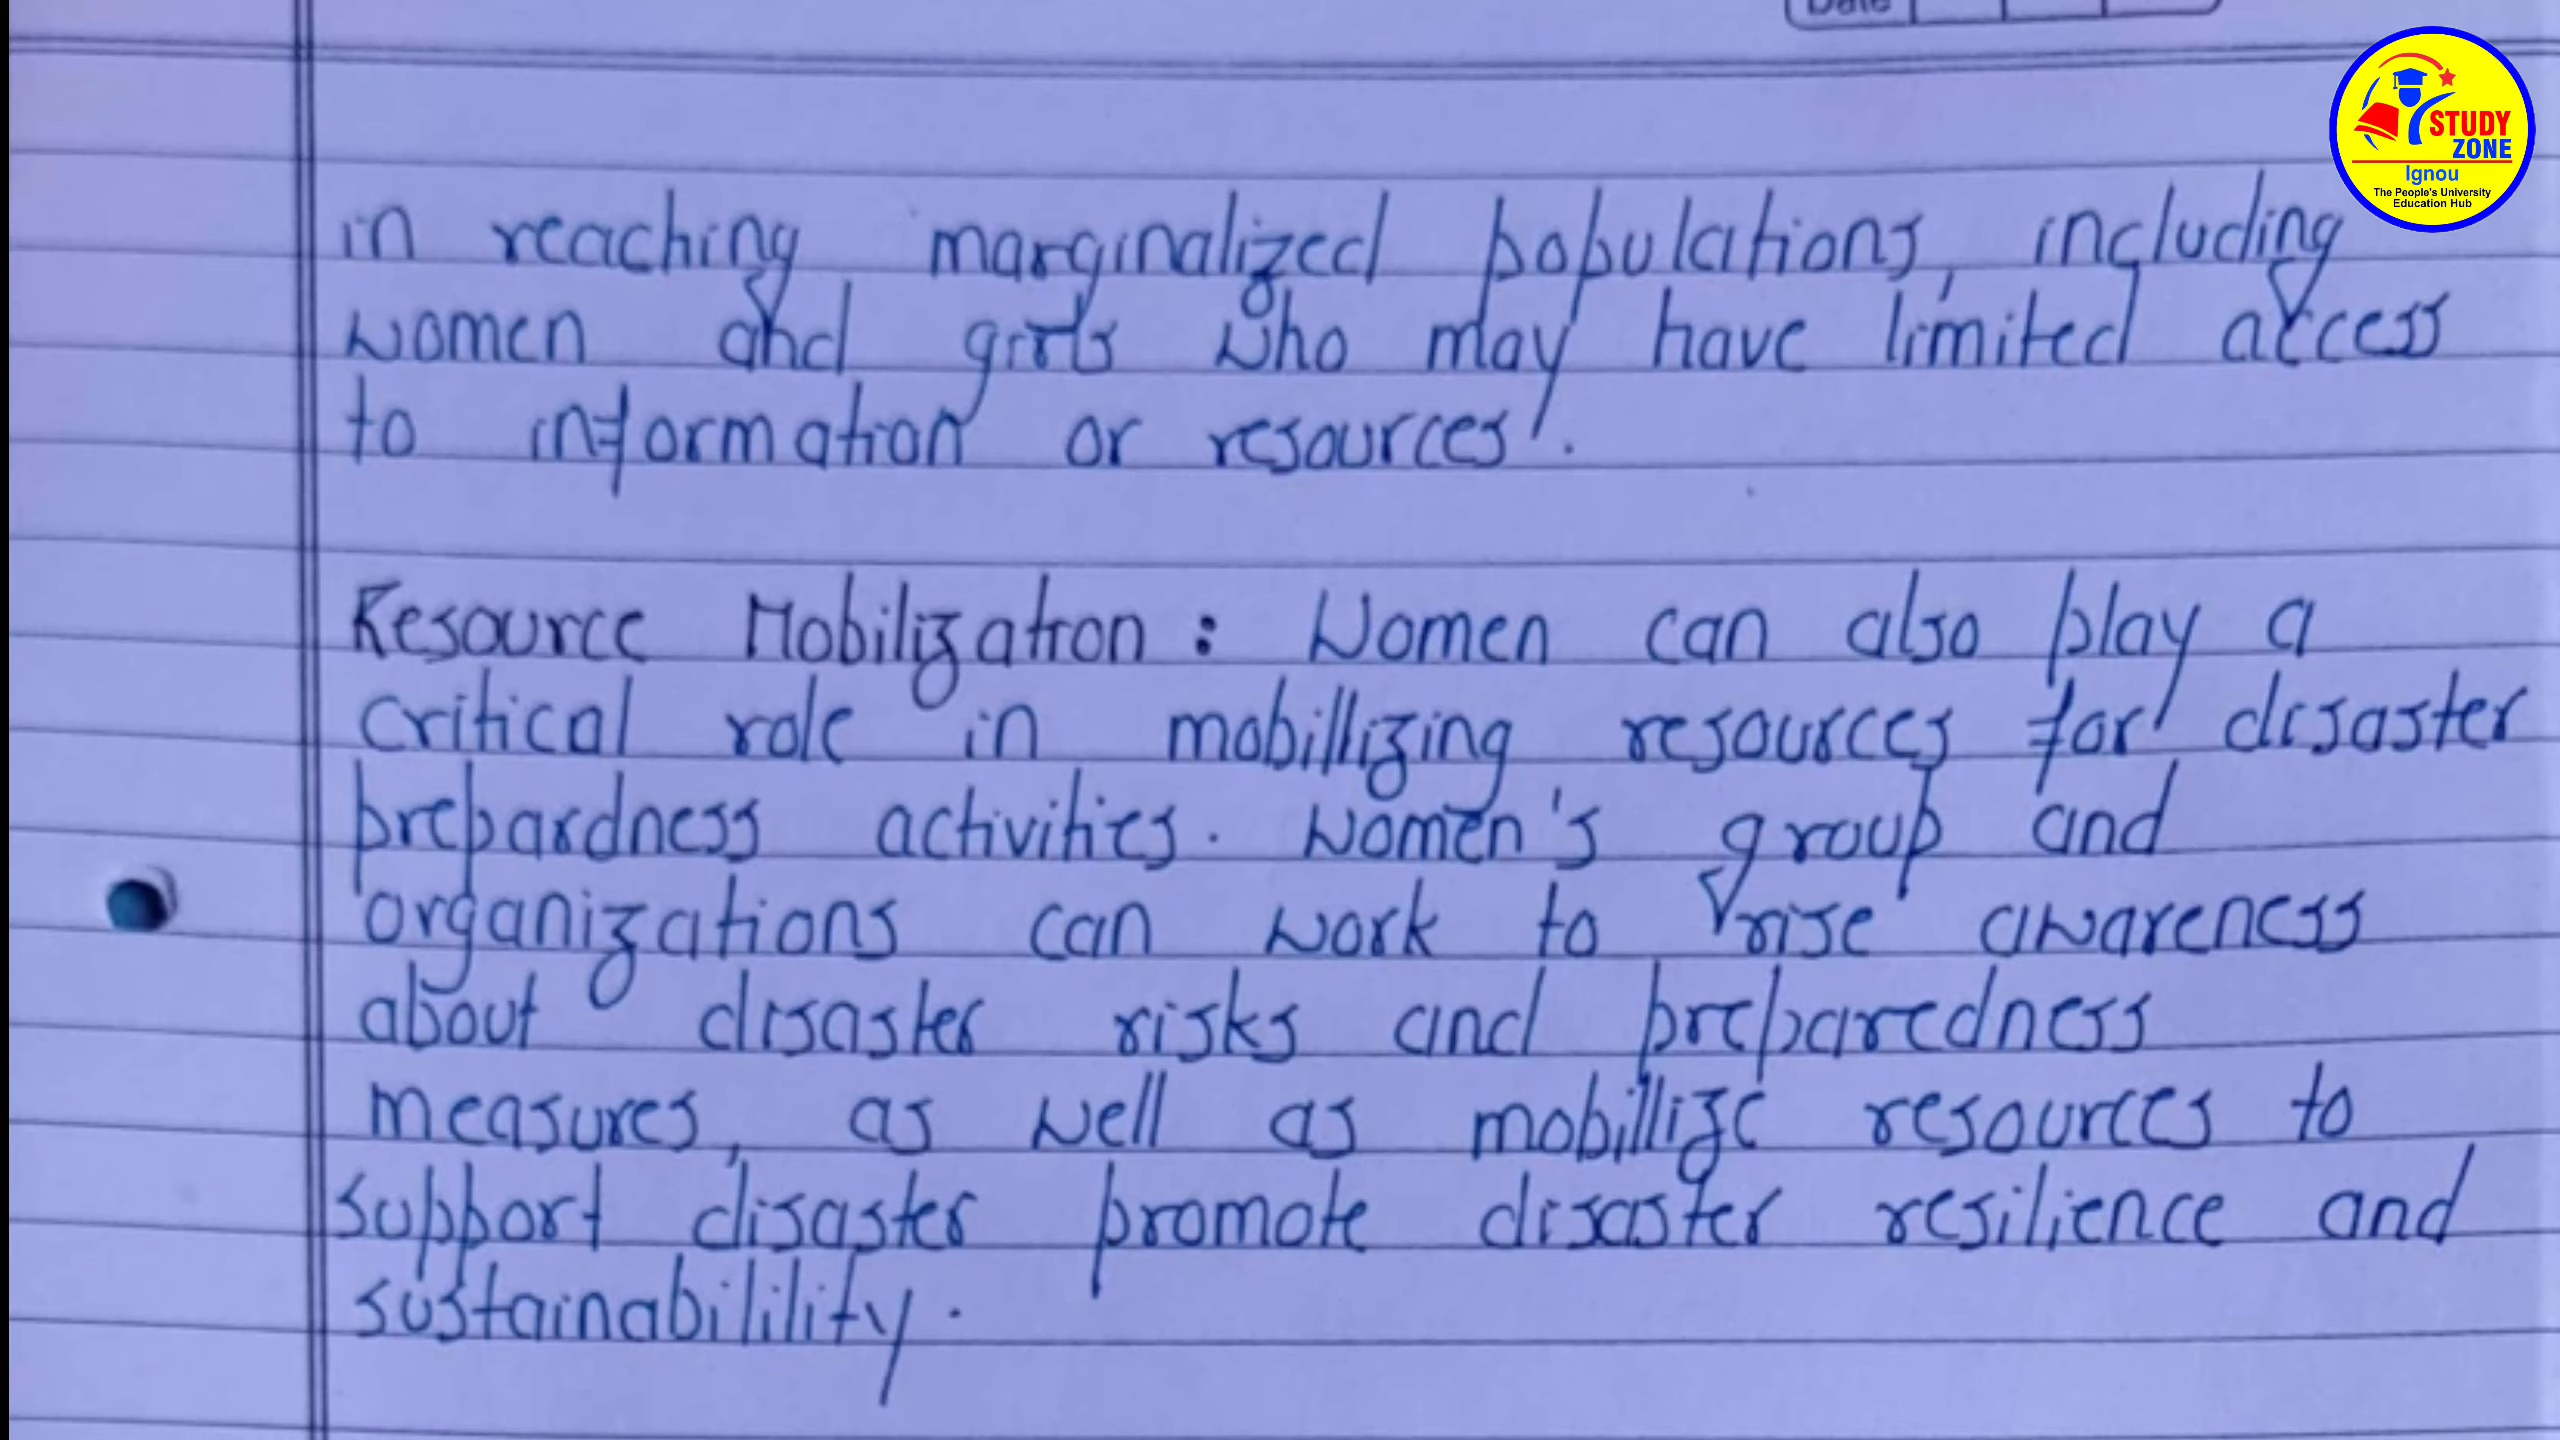 Date
STUDY
ZONE
Ignou
The People's University
Education Hub
in reaching marginalized populations, including
women and girls who may have limited access
to information or resources.
Resource Mobilization : Women can also play a
critical role in mobillizing resources for disaster
prepardness activities. Women's group and
organizations can work to rise awareness
about disaster risks and preparedness
measures, as well as mobillize resources to
support disaster promote disaster resilience and
sustainabilility.